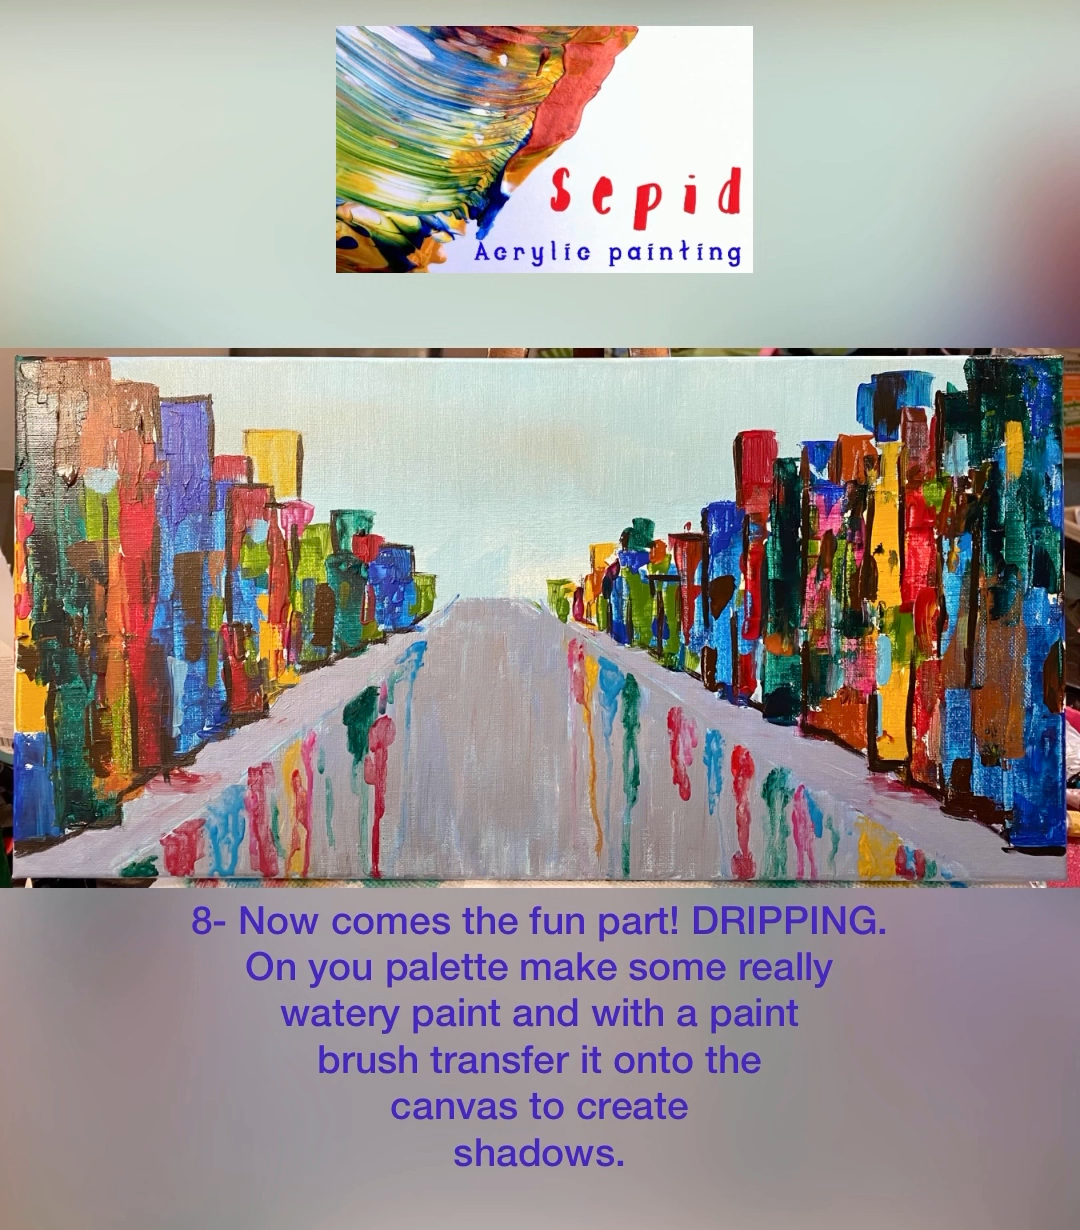 Sepid
Acrylic painting
8- Now comes the fun part! DRIPPING.
On you palette make some really
watery paint and with a paint
brush transfer it onto the
canvas to create
shadows.